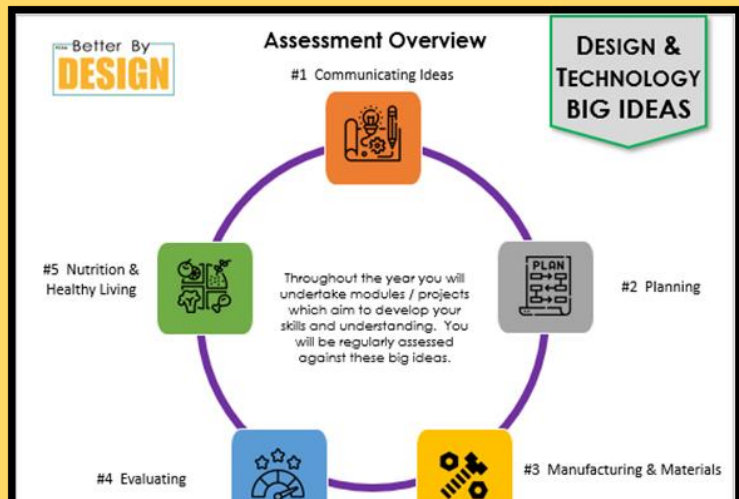 Better By
DESIGN
Assessment Overview
DESIGN &
TECHNOLOGY
BIG IDEAS
#1 Communicating Ideas
#5 Nutrition &
Healthy Living
PLAN
#2 Planning
Throughout the year you will
undertake modules / projects
which aim to develop your
skills and understanding. You
will be regularly assessed
against these big ideas.
#4 Evaluating
#3 Manufacturing & Materials